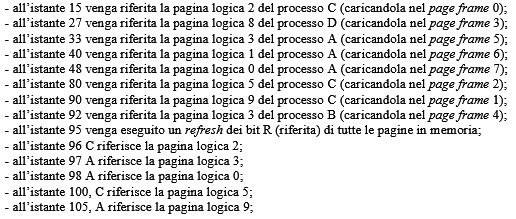 - all'istante 15 venga riferita la pagina logica 2 del processo C (caricandola nel page frame 0);
- all'istante 27 venga riferita la pagina logica 8 del processo D (caricandola nel page frame 3);
- all'istante 33 venga riferita la pagina logica 3 del processo A (caricandola nel page frame 5);
- all'istante 40 venga riferita la pagina logica 1 del processo A (caricandola nel page frame 6);
- all'istante 48 venga riferita la pagina logica 0 del processo A (caricandola nel page frame 7);
- all'istante 80 venga riferita la pagina logica 5 del processo C (caricandola nel page frame 2);
- all'istante 90 venga riferita la pagina logica 9 del processo C (caricandola nel page frame 1);
- all'istante 92 venga riferita la pagina logica 3 del processo B (caricandola nel page frame 4);
- all'istante 95 venga eseguito un refresh dei bit R (riferita) di tutte le pagine in memoria;
- all'istante 96 C riferisce la pagina logica 2;
- all'istante 97 A riferisce la pagina logica 3;
- all'istante 98 A riferisce la pagina logica 0;
- all'istante 100, C riferisce la pagina logica 5;
- all'istante 105, A riferisce la pagina logica 9;